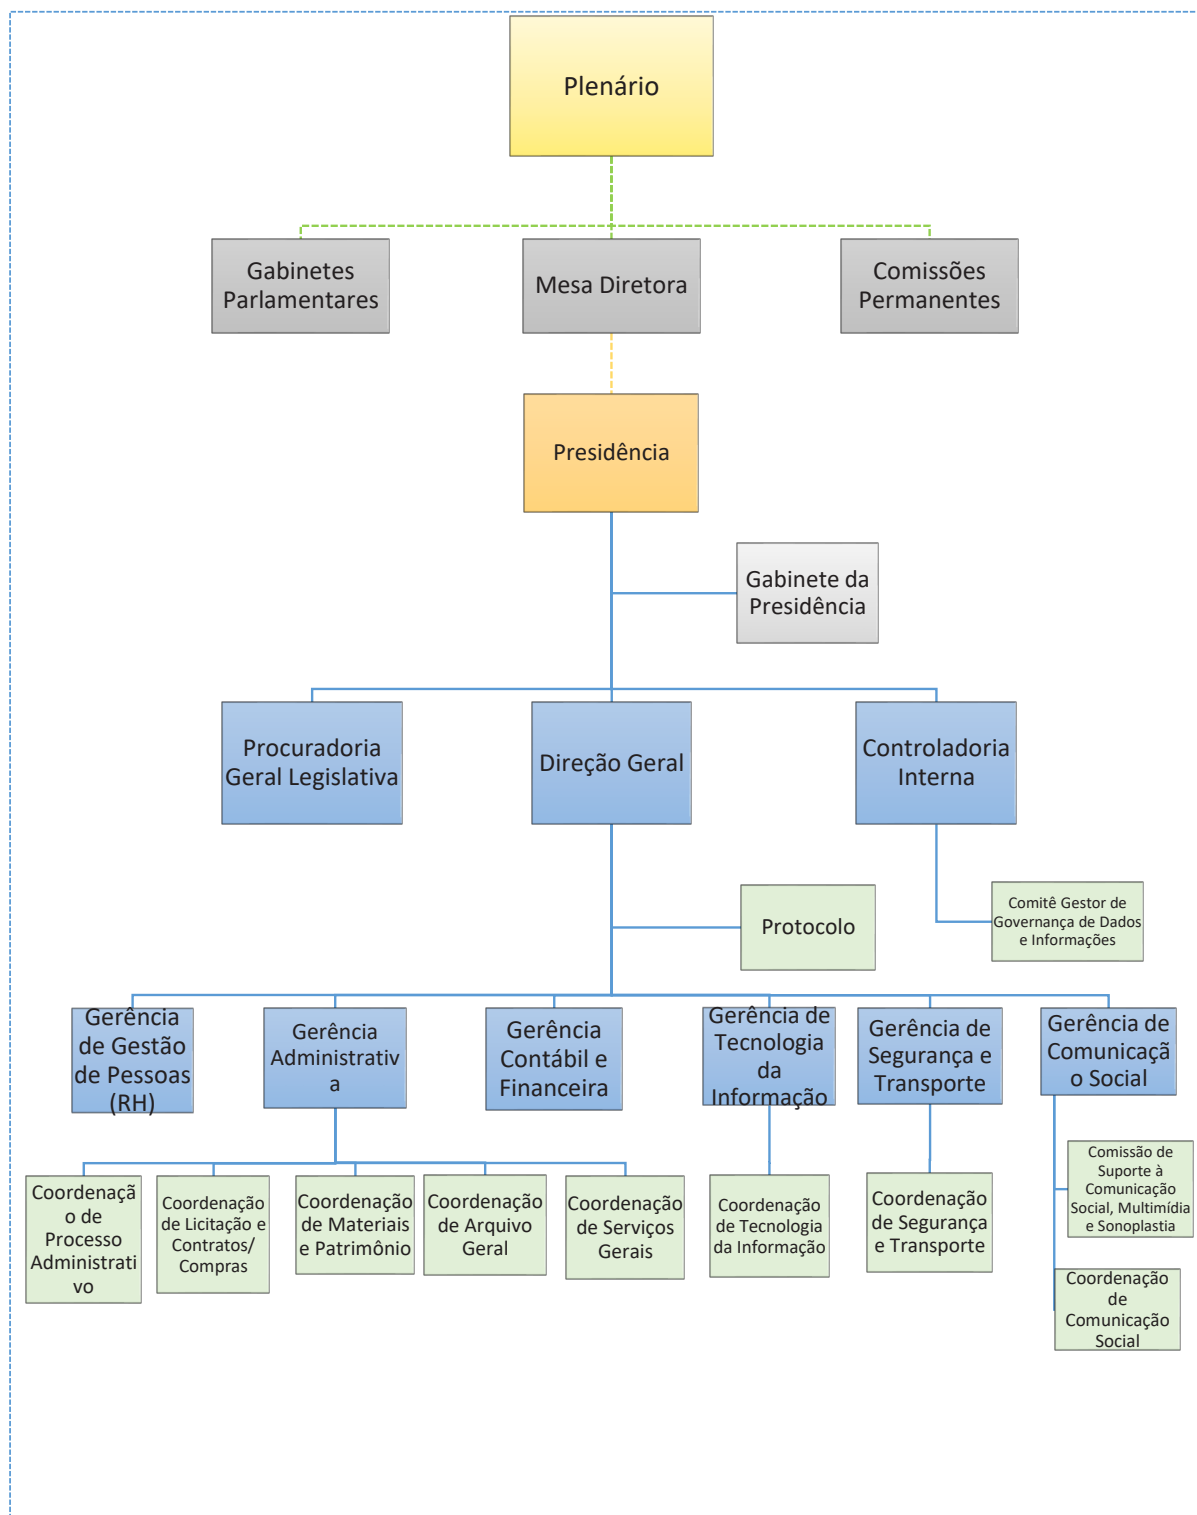 Plenário
Gabinetes
Parlamentares
Mesa Diretora
Comissões
Permanentes
Presidência
Gabinete da
Presidência
Procuradoria
Geral Legislativa
Direção Geral
Controladoria
Interna
Protocolo
Comitê Gestor de
Governança de Dados
e Informações
Gerência
de Gestão
de Pessoas
(RH)
Gerência
Administrativ
a
Gerência
Contábil e
Financeira
Gerência de
Tecnologia
da
Informação
Gerência de
Segurança e
Transporte
Gerência de
Comunicaçã
o Social
Coordenaçã
o de
Processo
Administrati
vo
Coordenação
de Licitação e
Contratos/
Compras
Coordenação
de Materiais
e Patrimônio
Coordenação
de Arquivo
Geral
Coordenação
de Serviços
Gerais
Coordenação
de Tecnologia
da Informação
Coordenação
de Segurança
e Transporte
Comissão de
Suporte à
Comunicação
Social, Multimídia
e Sonoplastia
Coordenação
de
Comunicação
Social